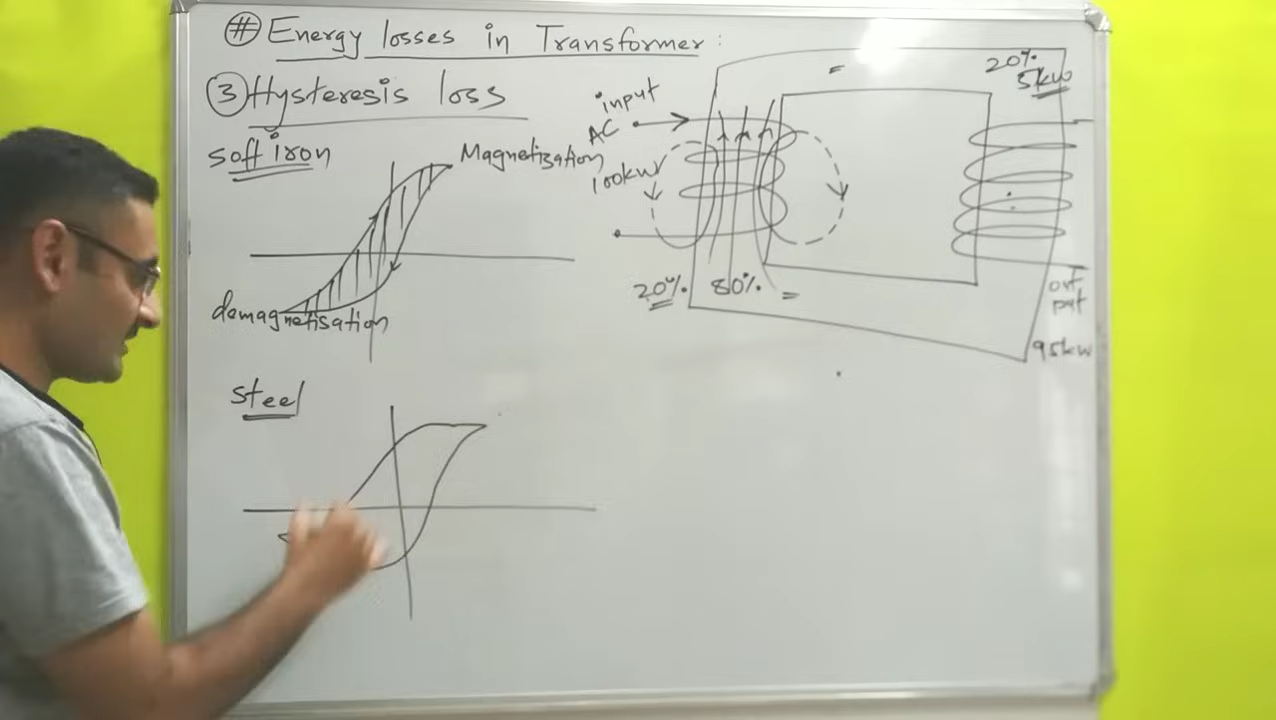 # Energy losses in Transformer:
③ Hysteresis loss
soft iron
Magnetization
demagnetisation
steel
input
AC
100kw
20%.
80%.
=
=
20%.
5kw
out
put
95kw